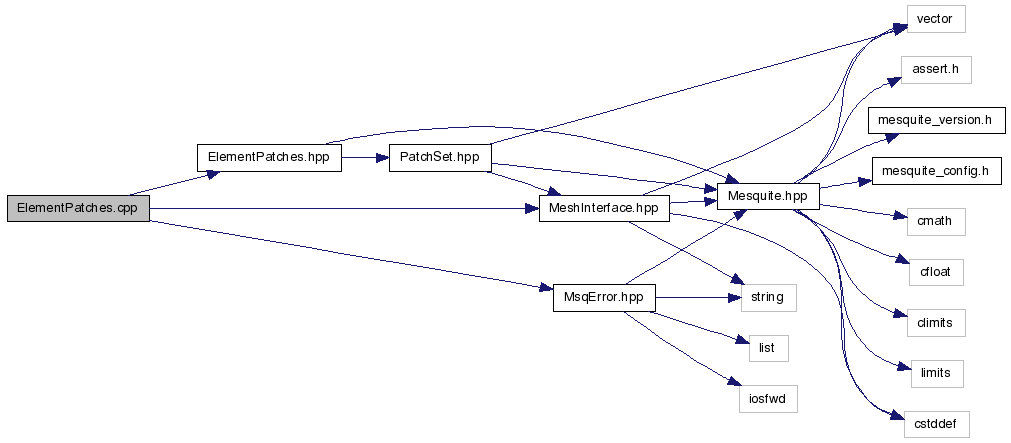 vector
assert.h
mesquite_version.h
ElementPatches.hpp
PatchSet.hpp
mesquite_config.h
Mesquite.hpp
ElementPatches.cpp
MeshInterface.hpp
cmath
cfloat
MsqError.hpp
string
climits
list
limits
iosfwd
cstddef